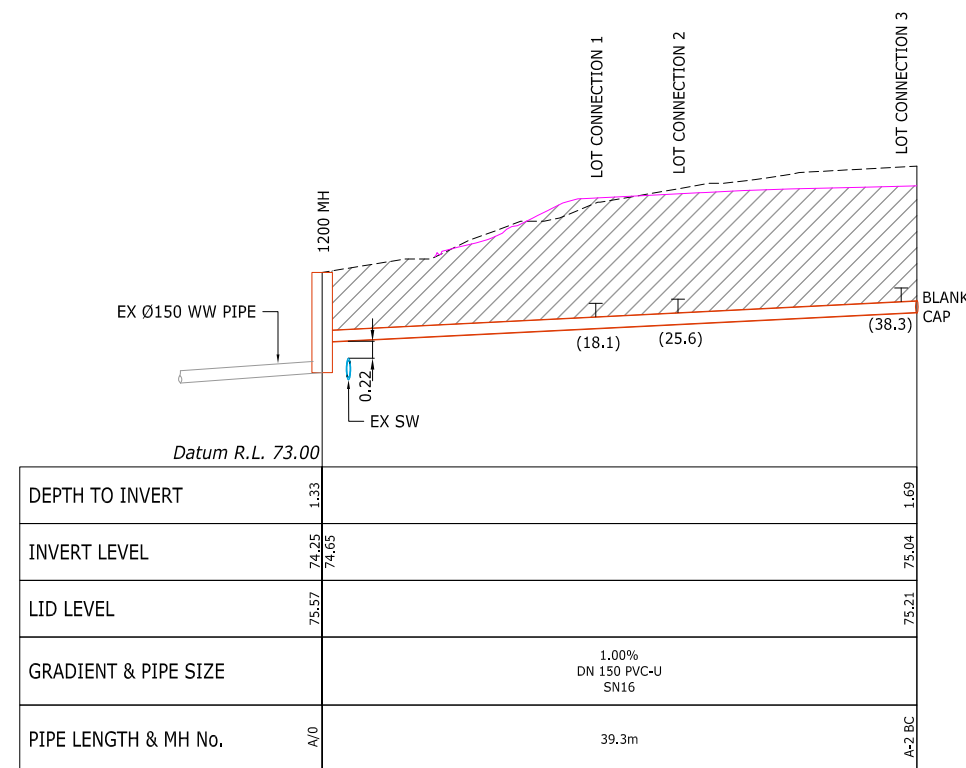 LOT CONNECTION 1
LOT CONNECTION 2
LOT CONNECTION 3
1200 MH
EX Ø150 WW PIPE
BLANK
CAP
(18.1)
(25.6)
(38.3)
0.22
EX SW
Datum R.L. 73.00
DEPTH TO INVERT 1.33 1.69
INVERT LEVEL 74.25 74.65 75.04
LID LEVEL 75.57 75.21
GRADIENT & PIPE SIZE
1.00%
DN 150 PVC-U
SN16
PIPE LENGTH & MH No. A/0 39.3m A-2 BC